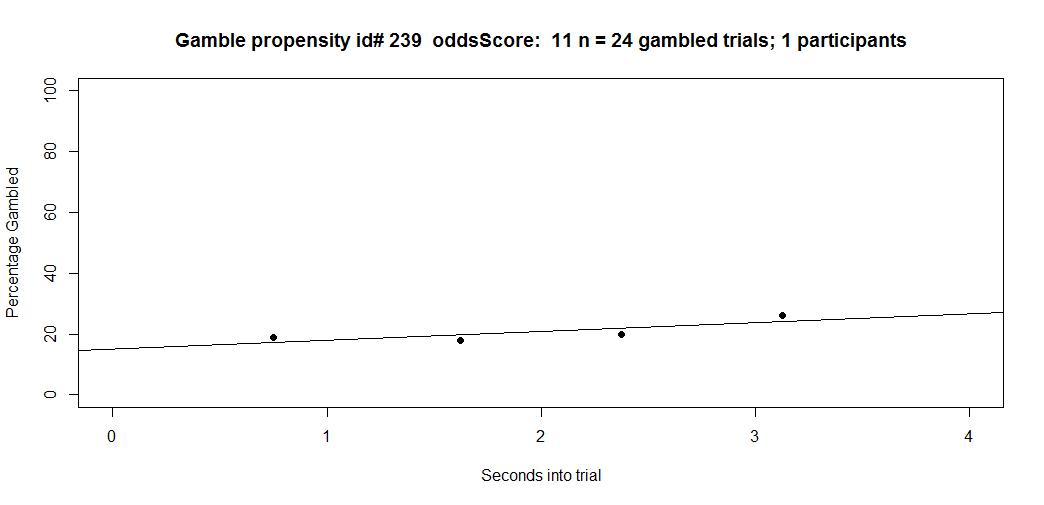 Gamble propensity id# 239  oddsScore:  11 n = 24 gambled trials; 1 participants
100
80
60
40
20
0
Percentage Gambled
0 1 2 3 4
Seconds into trial